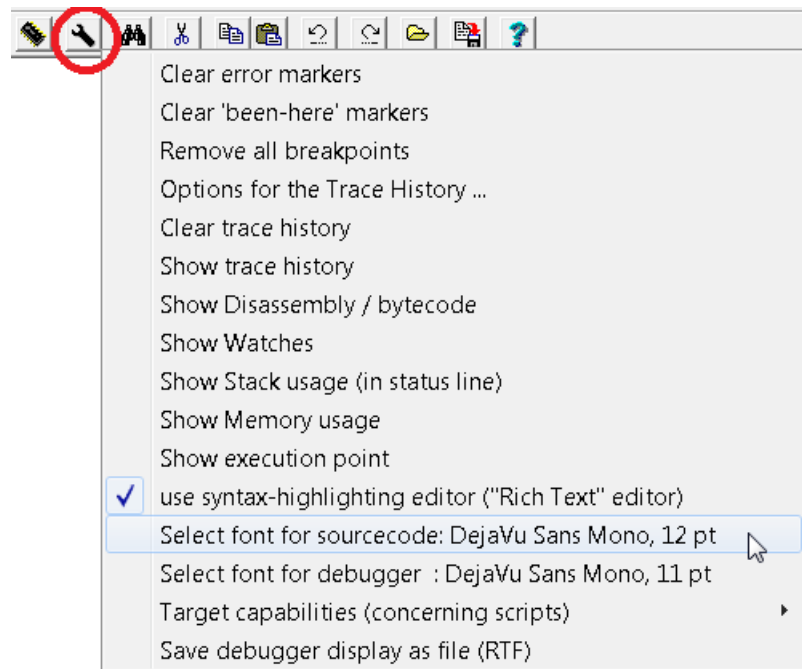 Clear error markers
Clear 'been-here' markers
Remove all breakpoints
Options for the Trace History ...
Clear trace history
Show trace history
Show Disassembly / bytecode
Show Watches
Show Stack usage (in status line)
Show Memory usage
Show execution point
use syntax-highlighting editor ("Rich Text" editor)
Select font for sourcecode: DejaVu Sans Mono, 12 pt
Select font for debugger : DejaVu Sans Mono, 11 pt
Target capabilities (concerning scripts)
Save debugger display as file (RTF)